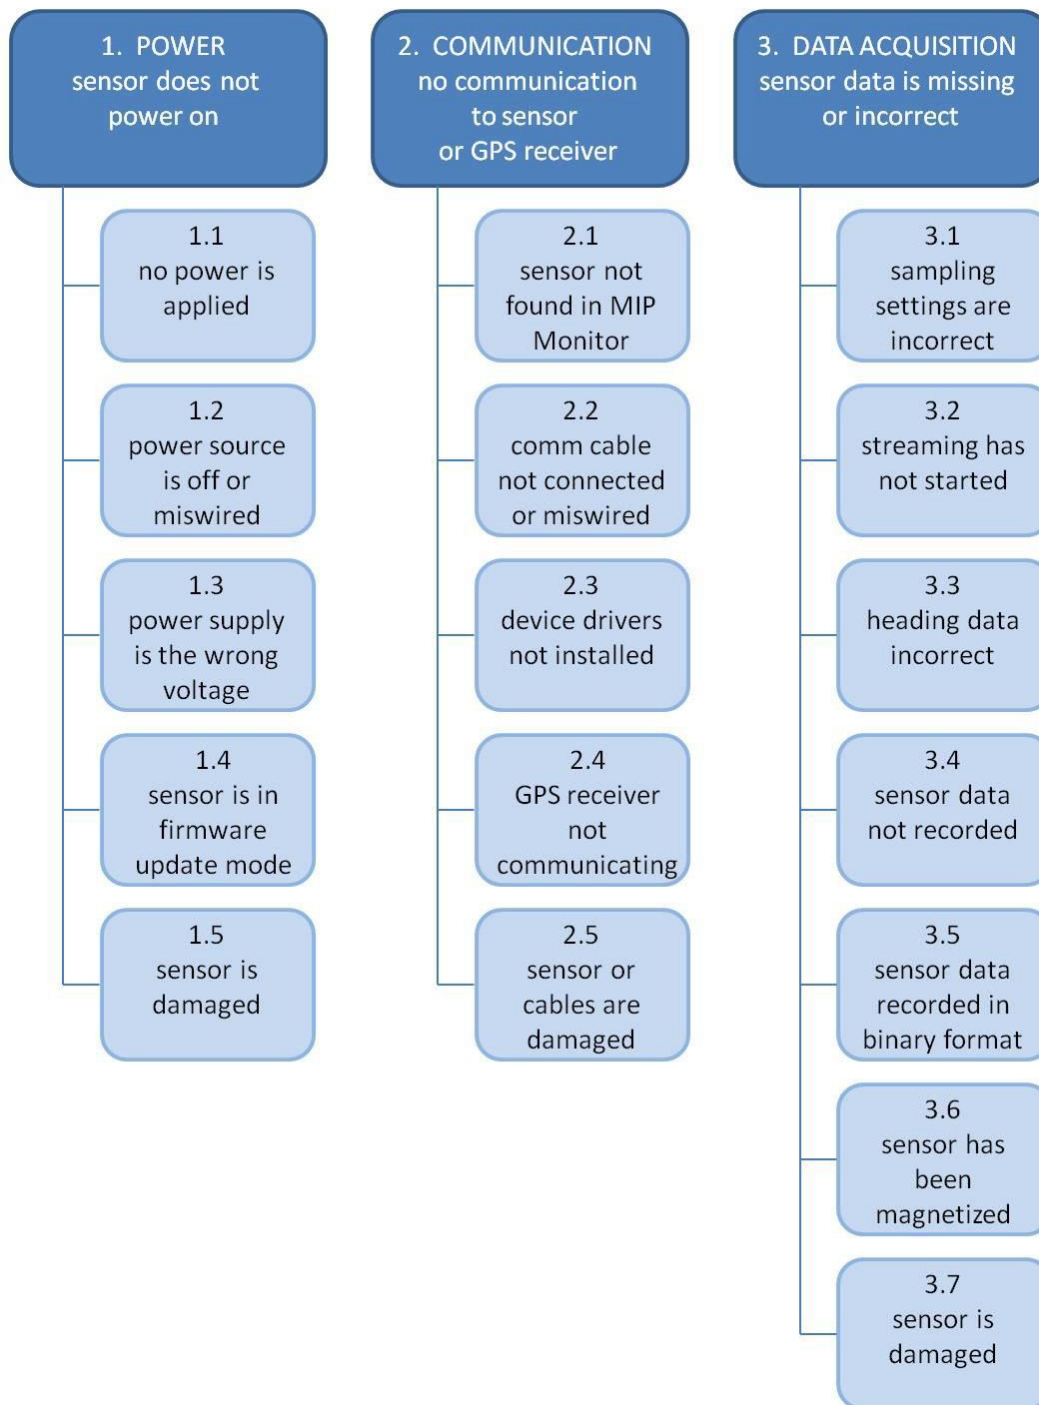 1. POWER
sensor does not
power on
1.1
no power is
applied
1.2
power source
is off or
miswired
1.3
power supply
is the wrong
voltage
1.4
sensor is in
firmware
update mode
1.5
sensor is
damaged
2. COMMUNICATION
no communication
to sensor
or GPS receiver
2.1
sensor not
found in MIP
Monitor
2.2
comm cable
not connected
or miswired
2.3
device drivers
not installed
2.4
GPS receiver
not
communicating
2.5
sensor or
cables are
damaged
3. DATA ACQUISITION
sensor data is missing
or incorrect
3.1
sampling
settings are
incorrect
3.2
streaming has
not started
3.3
heading data
incorrect
3.4
sensor data
not recorded
3.5
sensor data
recorded in
binary format
3.6
sensor has
been
magnetized
3.7
sensor is
damaged